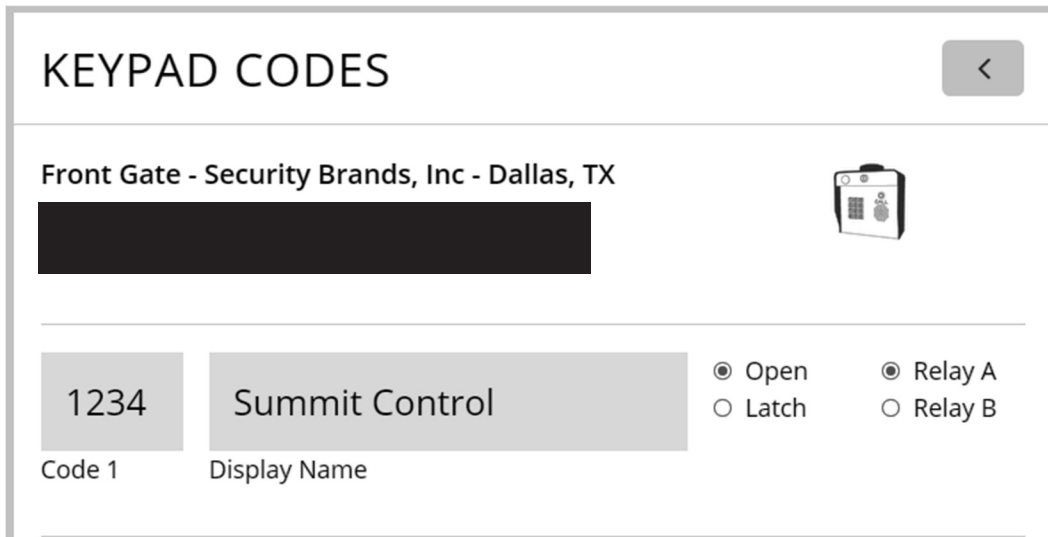 KEYPAD CODES
Front Gate - Security Brands, Inc - Dallas, TX
1234
Summit Control
Open
Relay A
Latch
Relay B
Code 1
Display Name